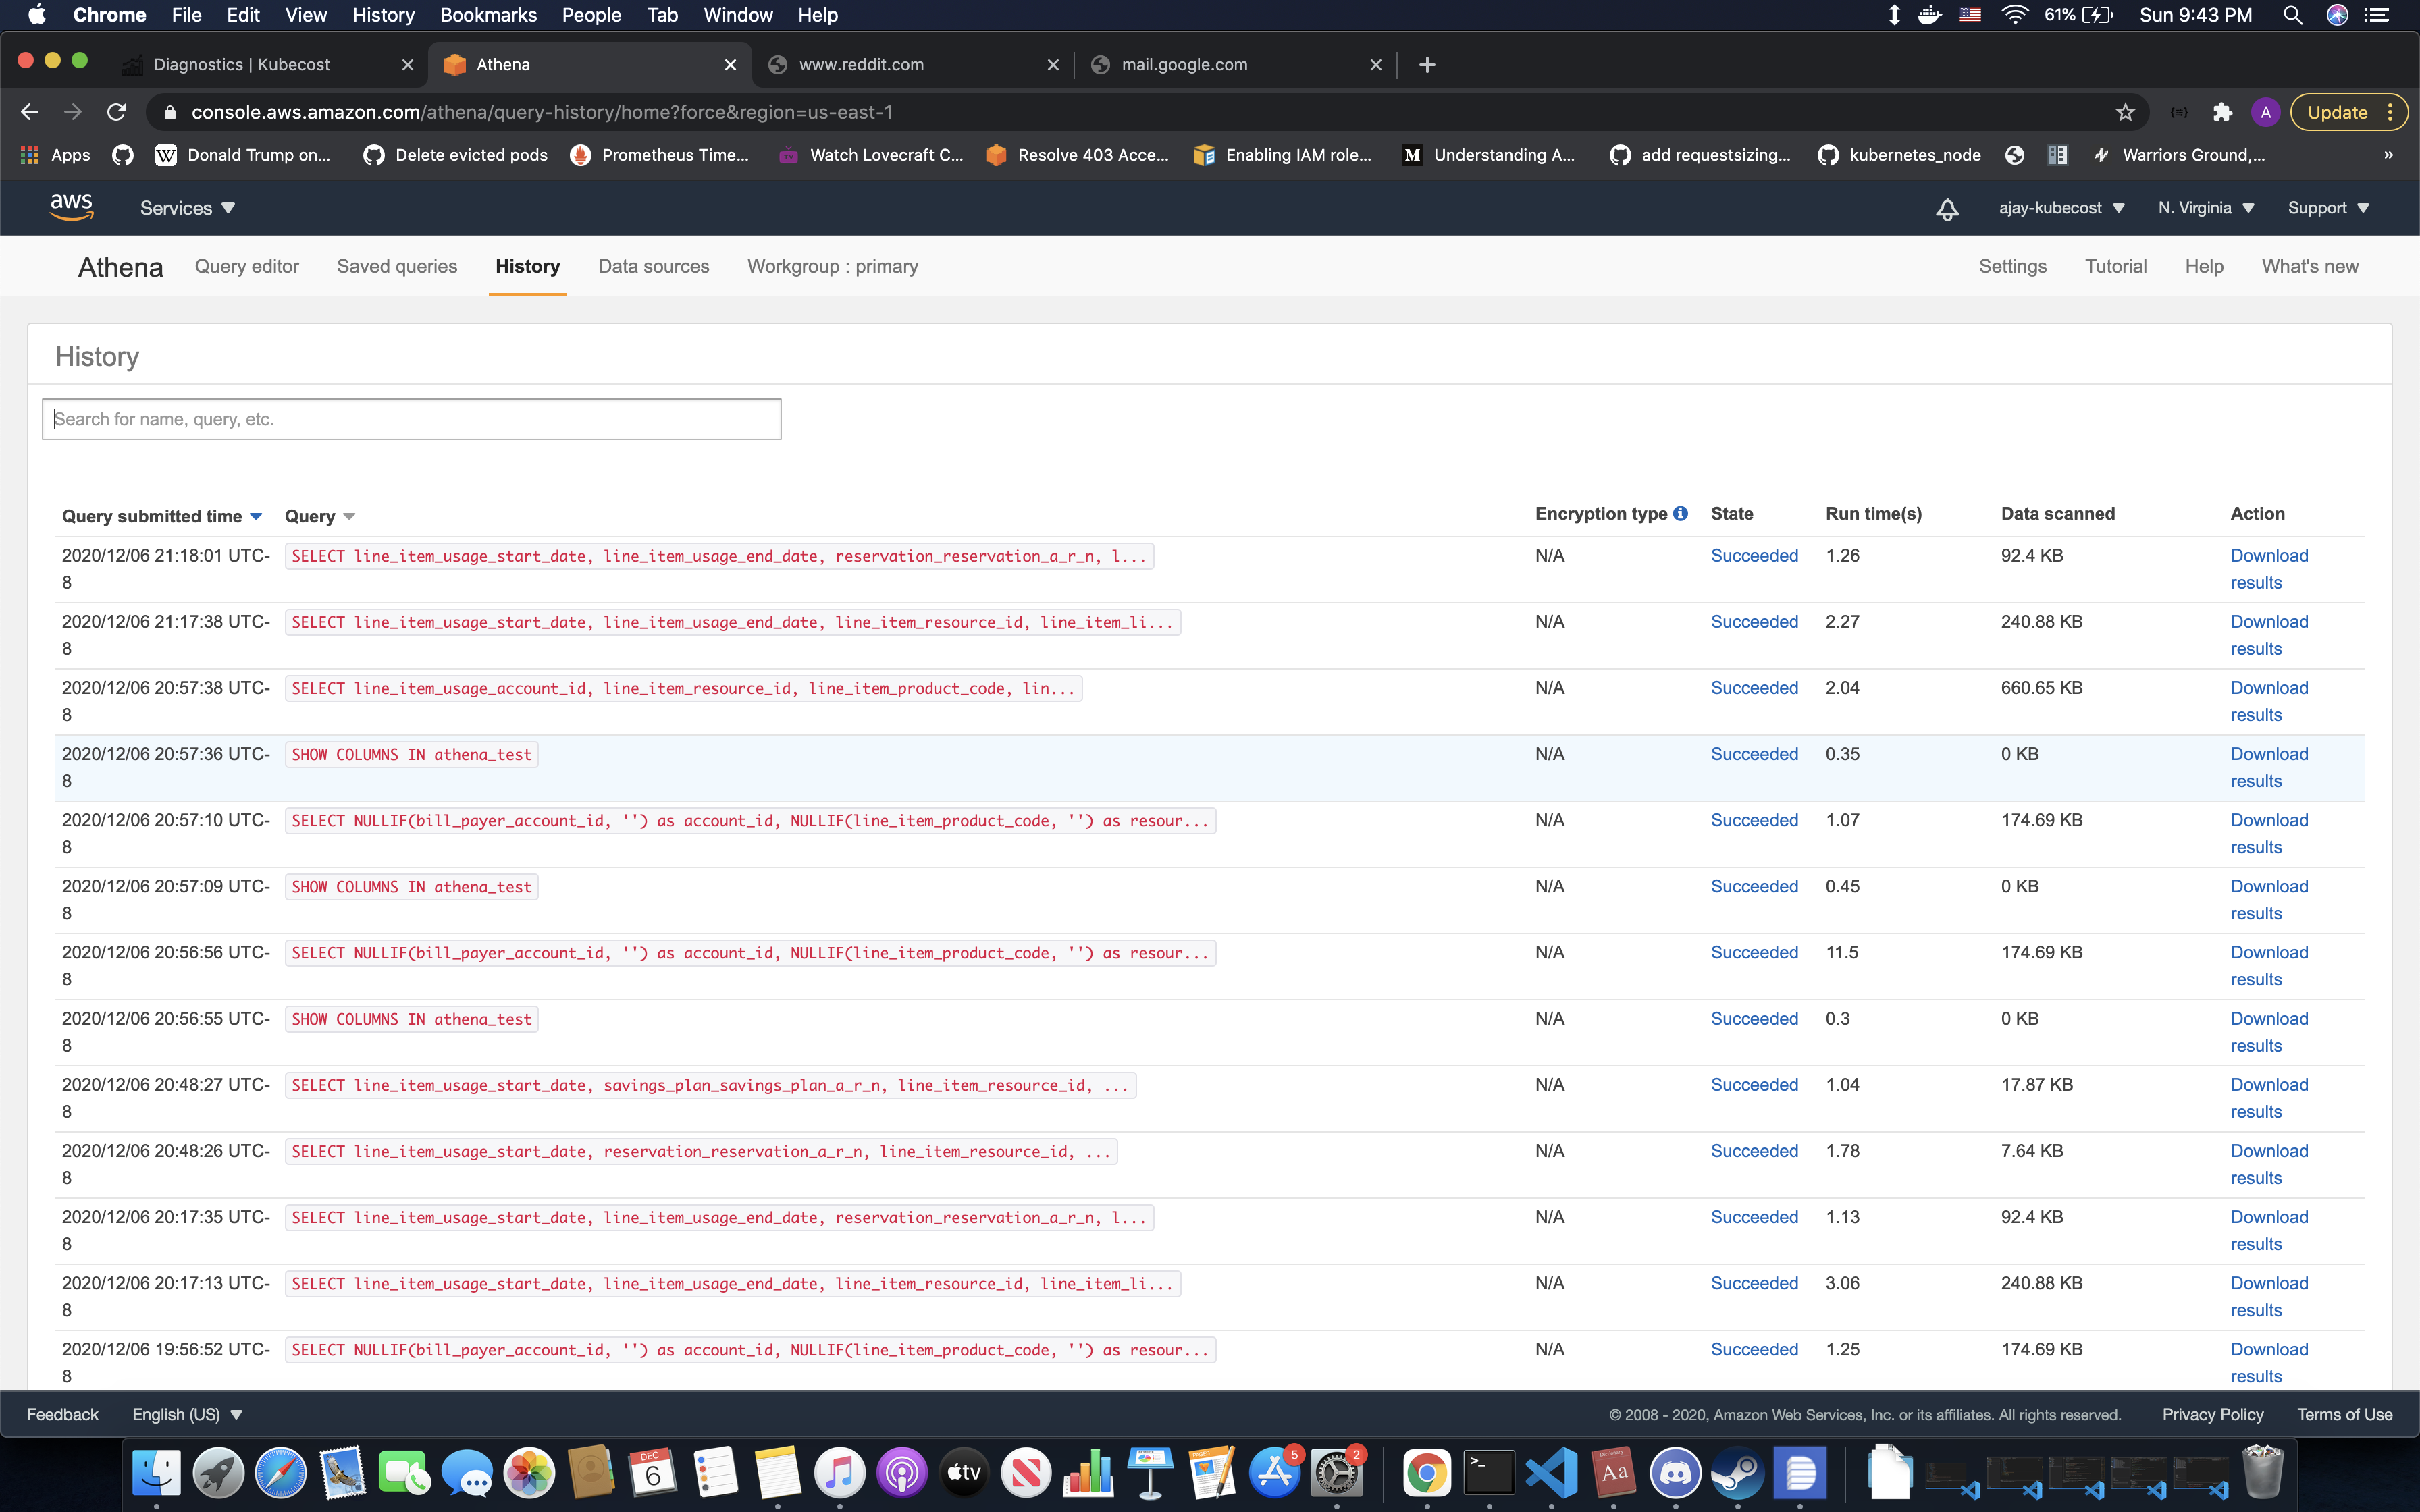 Chrome File Edit View History Bookmarks People Tab Window Help 61% Sun 9:43 PM
Diagnostics | Kubecost Athena www.reddit.com mail.google.com
console.aws.amazon.com/athena/query-history/home?force&region=us-east-1 A Update
Apps Donald Trump on... Delete evicted pods Prometheus Time... Watch Lovecraft C... Resolve 403 Acce... Enabling IAM role... Understanding A... add requestsizing... kubernetes_node Warriors Ground,... »
aws Services ajay-kubecost N. Virginia Support
Athena Query editor Saved queries History Data sources Workgroup : primary Settings Tutorial Help What's new
History
Search for name, query, etc.
Query submitted time Query Encryption type State Run time(s) Data scanned Action
2020/12/06 21:18:01 UTC- SELECT line_item_usage_start_date, line_item_usage_end_date, reservation_reservation_a_r_n, l... N/A Succeeded 1.26 92.4 KB Download
8 results
2020/12/06 21:17:38 UTC- SELECT line_item_usage_start_date, line_item_usage_end_date, line_item_resource_id, line_item_li... N/A Succeeded 2.27 240.88 KB Download
8 results
2020/12/06 20:57:38 UTC- SELECT line_item_usage_account_id, line_item_resource_id, line_item_product_code, lin... N/A Succeeded 2.04 660.65 KB Download
8 results
2020/12/06 20:57:36 UTC- SHOW COLUMNS IN athena_test N/A Succeeded 0.35 0 KB Download
8 results
2020/12/06 20:57:10 UTC- SELECT NULLIF(bill_payer_account_id, '') as account_id, NULLIF(line_item_product_code, '') as resour... N/A Succeeded 1.07 174.69 KB Download
8 results
2020/12/06 20:57:09 UTC- SHOW COLUMNS IN athena_test N/A Succeeded 0.45 0 KB Download
8 results
2020/12/06 20:56:56 UTC- SELECT NULLIF(bill_payer_account_id, '') as account_id, NULLIF(line_item_product_code, '') as resour... N/A Succeeded 11.5 174.69 KB Download
8 results
2020/12/06 20:56:55 UTC- SHOW COLUMNS IN athena_test N/A Succeeded 0.3 0 KB Download
8 results
2020/12/06 20:48:27 UTC- SELECT line_item_usage_start_date, savings_plan_savings_plan_a_r_n, line_item_resource_id, ... N/A Succeeded 1.04 17.87 KB Download
8 results
2020/12/06 20:48:26 UTC- SELECT line_item_usage_start_date, reservation_reservation_a_r_n, line_item_resource_id, ... N/A Succeeded 1.78 7.64 KB Download
8 results
2020/12/06 20:17:35 UTC- SELECT line_item_usage_start_date, line_item_usage_end_date, reservation_reservation_a_r_n, l... N/A Succeeded 1.13 92.4 KB Download
8 results
2020/12/06 20:17:13 UTC- SELECT line_item_usage_start_date, line_item_usage_end_date, line_item_resource_id, line_item_li... N/A Succeeded 3.06 240.88 KB Download
8 results
2020/12/06 19:56:52 UTC- SELECT NULLIF(bill_payer_account_id, '') as account_id, NULLIF(line_item_product_code, '') as resour... N/A Succeeded 1.25 174.69 KB Download
8 results
Feedback English (US) © 2008 - 2020, Amazon Web Services, Inc. or its affiliates. All rights reserved. Privacy Policy Terms of Use
DEC 6 tv 5 2 >_ Aa